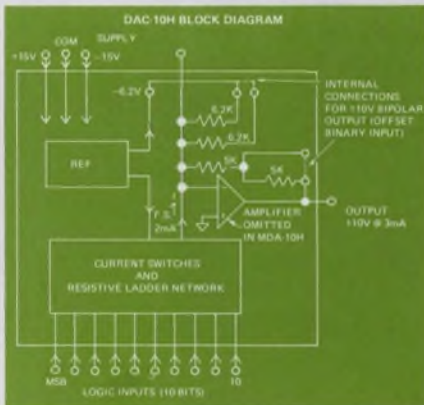 DAC-10H BLOCK DIAGRAM
SUPPLY
COM
+15V
-15V
-6.2V
6.2K
6.2K
5K
5K
INTERNAL
CONNECTIONS
FOR ±10V BIPOLAR
OUTPUT (OFFSET
BINARY INPUT)
REF
F.S.
2mA
AMPLIFIER
OMITTED
IN MDA-10H
OUTPUT
±10V @ 3mA
CURRENT SWITCHES
AND
RESISTIVE LADDER NETWORK
MSB
10
LOGIC INPUTS (10 BITS)